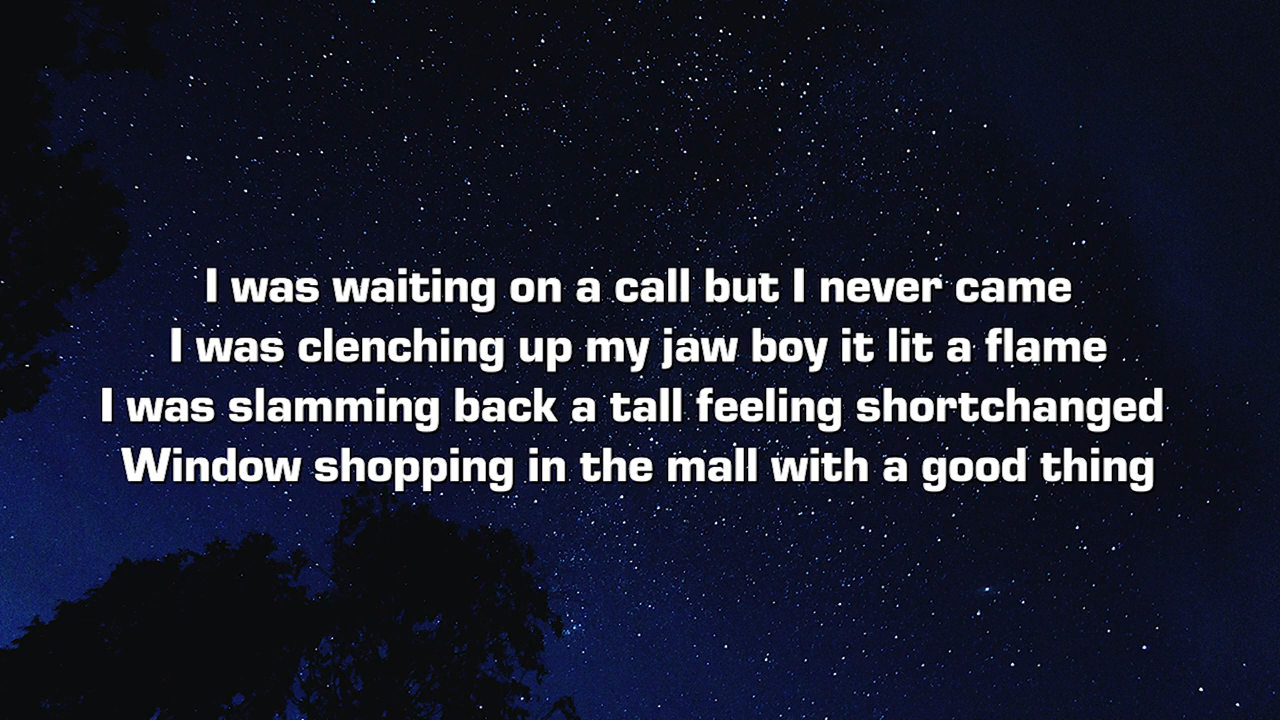 I was waiting on a call but I never came
I was clenching up my jaw boy it lit a flame
I was slamming back a tall feeling shortchanged
Window shopping in the mall with a good thing